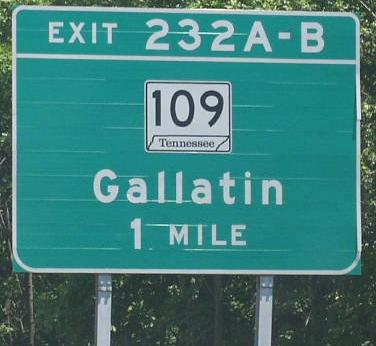 EXIT 232A-B
109
Tennessee
Gallatin
1 MILE